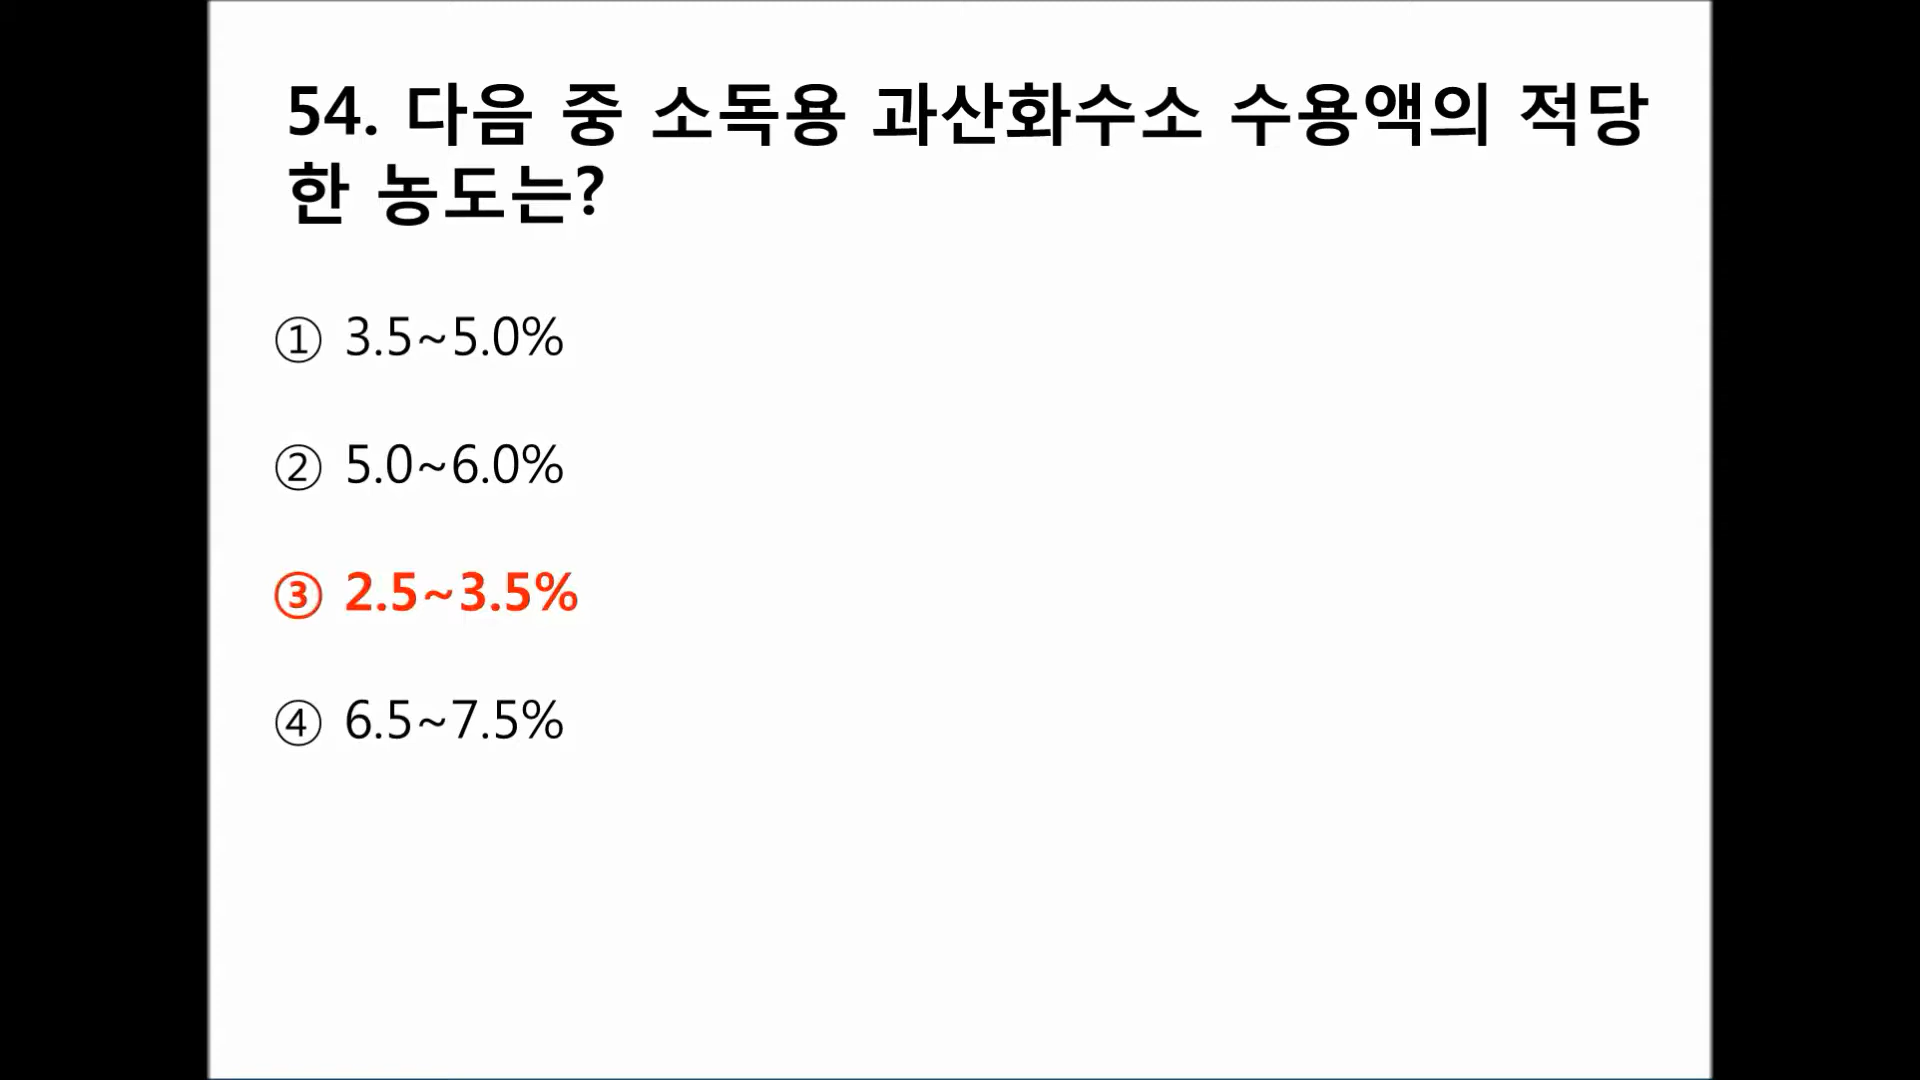 54. 다음 중 소독용 과산화수소 수용액의 적당
한 농도는?
① 3.5~5.0%
② 5.0~6.0%
③ 2.5~3.5%
④ 6.5~7.5%